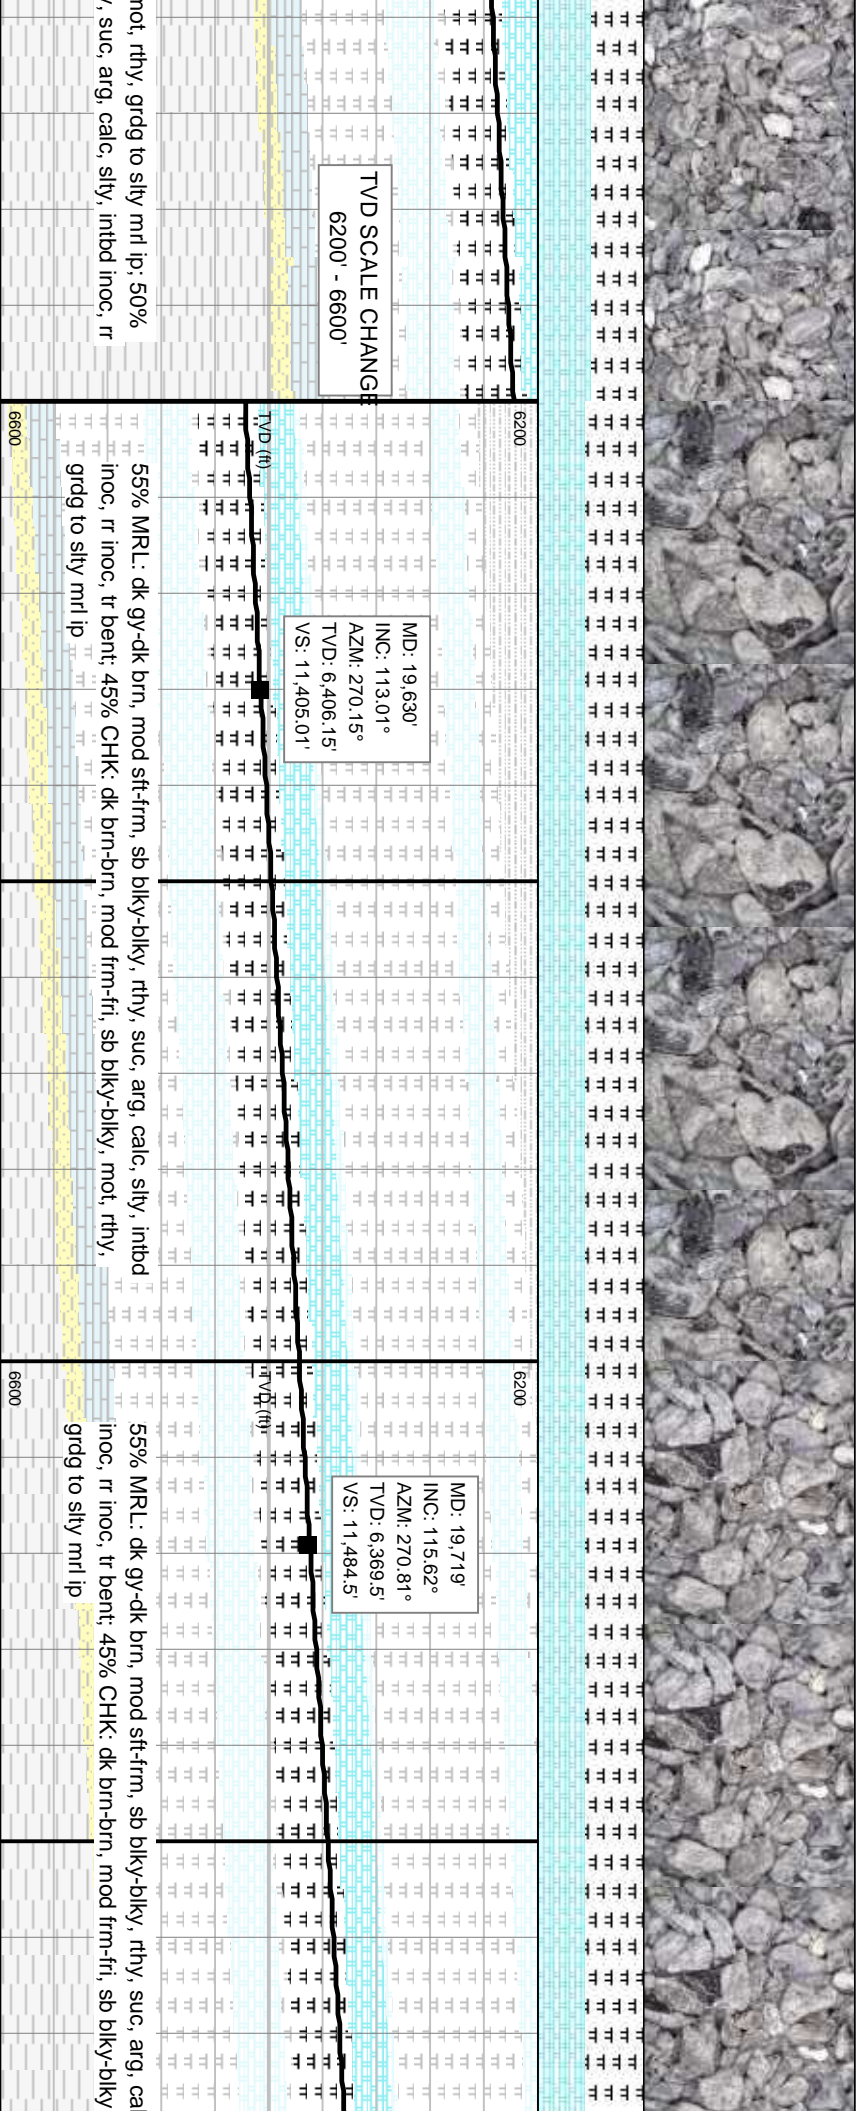 not, rthy, grdg to slty mrl ip; 50%
, suc, arg, calc, slty, intbd inoc, rr
TVD SCALE CHANGE
6200' - 6600'
6200
TVD (ft)
6600
MD: 19,630'
INC: 113.01°
AZM: 270.15°
TVD: 6,406.15'
VS: 11,405.01'
55% MRL: dk gy-dk brn, mod sft-frm, sb blky-blky, rthy, suc, arg, calc, slty, intbd
inoc, rr inoc, tr bent; 45% CHK: dk brn-brn, mod frm-fri, sb blky-blky, mot, rthy,
grdg to slty mrl ip
6200
TVD (ft)
6600
MD: 19,719'
INC: 115.62°
AZM: 270.81°
TVD: 6,369.5'
VS: 11,484.5'
55% MRL: dk gy-dk brn, mod sft-frm, sb blky-blky, rthy, suc, arg, cal
inoc, rr inoc, tr bent; 45% CHK: dk brn-brn, mod frm-fri, sb blky-blky
grdg to slty mrl ip